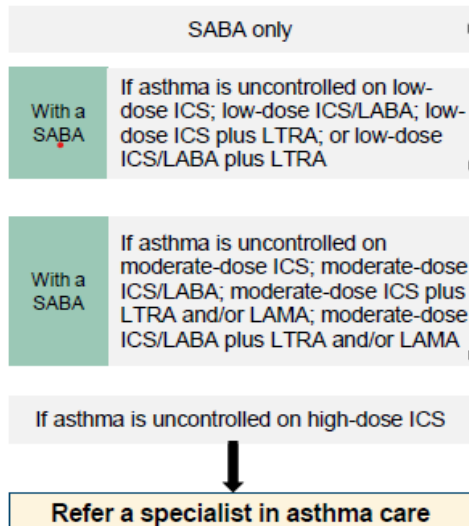 SABA only
With a
SABA
If asthma is uncontrolled on low-
dose ICS; low-dose ICS/LABA; low-
dose ICS plus LTRA; or low-dose
ICS/LABA plus LTRA
With a
SABA
If asthma is uncontrolled on
moderate-dose ICS; moderate-dose
ICS/LABA; moderate-dose ICS plus
LTRA and/or LAMA; moderate-dose
ICS/LABA plus LTRA and/or LAMA
If asthma is uncontrolled on high-dose ICS
Refer a specialist in asthma care